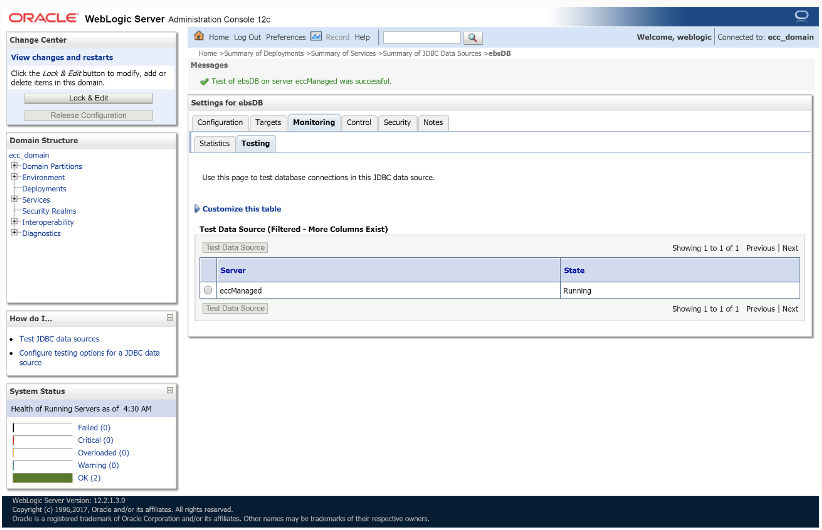 ORACLE WebLogic Server Administration Console 12c
Change Center
View changes and restarts
Click the Lock & Edit button to modify, add or
delete items in this domain.
Lock & Edit
Release Configuration
Domain Structure
ecc_domain
Domain Partitions
Environment
Deployments
Services
Security Realms
Interoperability
Diagnostics
How do I...
Test JDBC data sources
Configure testing options for a JDBC data
source
System Status
Health of Running Servers as of 4:30 AM
Failed (0)
Critical (0)
Overloaded (0)
Warning (0)
OK (2)
Home Log Out Preferences Record Help
Welcome, weblogic Connected to: ecc_domain
Home >Summary of Deployments >Summary of Services >Summary of JDBC Data Sources >ebsDB
Messages
Test of ebsDB on server eccManaged was successful.
Settings for ebsDB
Configuration Targets Monitoring Control Security Notes
Statistics Testing
Use this page to test database connections in this JDBC data source.
Customize this table
Test Data Source (Filtered - More Columns Exist)
Test Data Source Showing 1 to 1 of 1 Previous | Next
Server State
eccManaged Running
Test Data Source Showing 1 to 1 of 1 Previous | Next
WebLogic Server Version: 12.2.1.3.0
Copyright (c) 1996,2017, Oracle and/or its affiliates. All rights reserved.
Oracle is a registered trademark of Oracle Corporation and/or its affiliates. Other names may be trademarks of their respective owners.